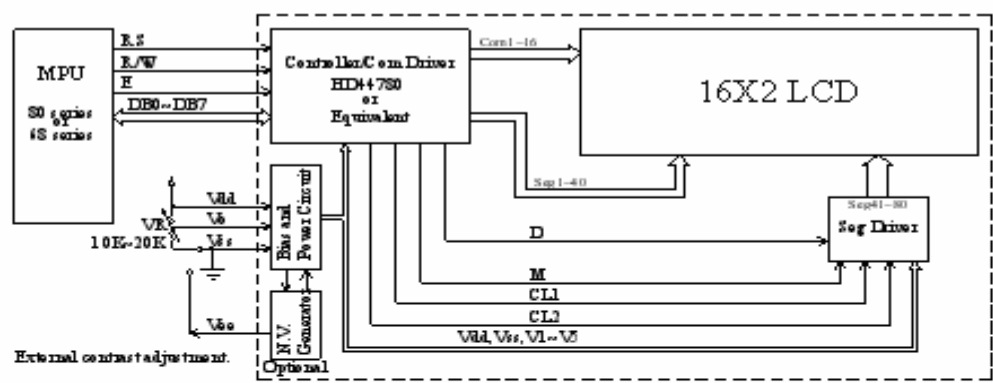 MPU
80 series
or
68 series
RS
R/W
E
DB0~DB7
Controller/Com Driver
HD44780
or
Equivalent
Com1~16
16X2 LCD
Seg1~40
Seg41~80
Seg Driver
Vdd
Vo
Vss
VR
10K~20K
Bias and
Power Circuit
D
M
CL1
CL2
Vdd, Vss, V1~V5
Vee
N.V.
Generator
Optional
External contrast adjustment.